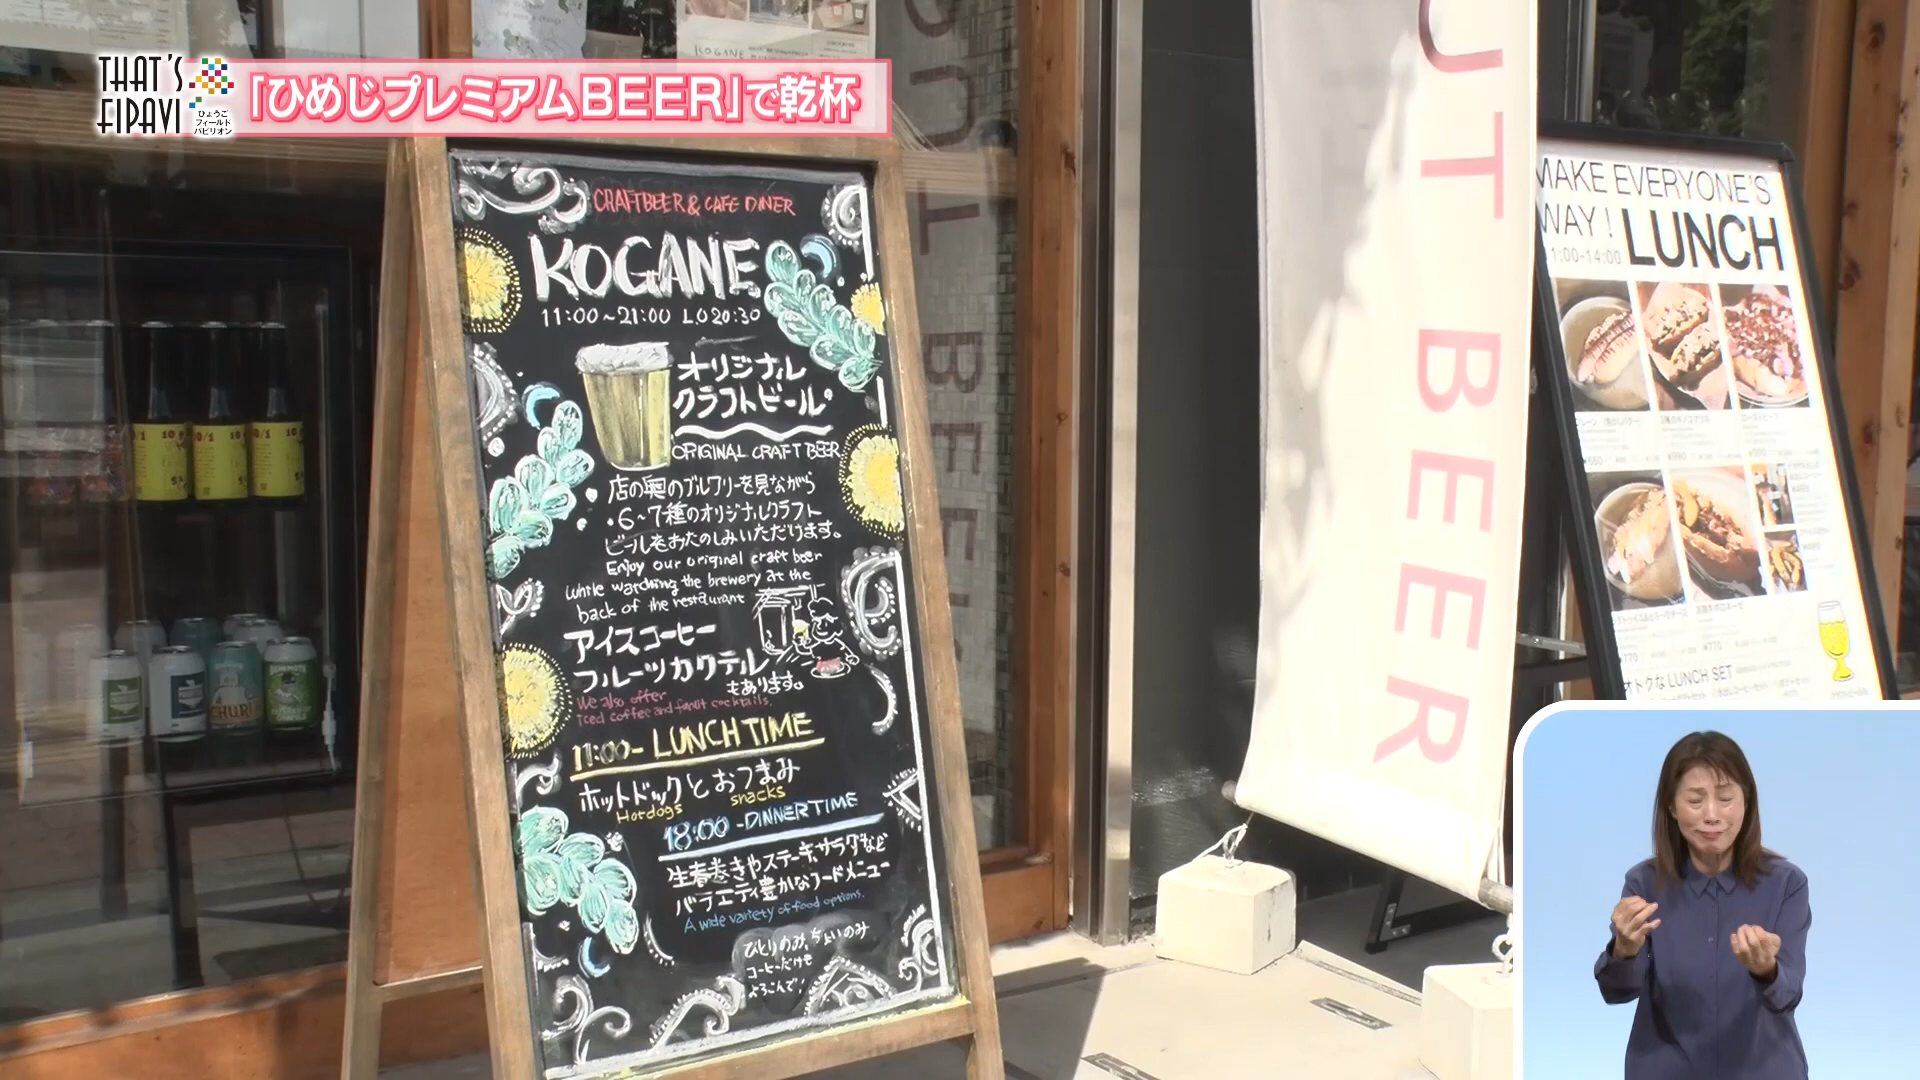 THAT'S
FIPAVI
ひょうご
フィールド
パビリオン
「ひめじプレミアムBEER」で乾杯
KOGANE
CRAFTBEER & CAFE DINER
KOGANE
11:00~21:00 L.O 20:30
オリジナル
クラフトビール
ORIGINAL CRAFT BEER
店の奥のブルワリーを見ながら
・6~7種のオリジナルクラフト
ビールをおたのしみいただけます。
Enjoy our original craft beer
while watching the brewery at the
back of the restaurant
アイスコーヒー
フルーツカクテル
もあります。
We also offer
iced coffee and fruit cocktails.
11:00- LUNCH TIME
ホットドックとおつまみ
Hotdogs snacks
18:00 -DINNERTIME
生春巻きやステーキ、サラダなど
バラエティ豊かなフードメニュー
A wide variety of food options.
ひとりのみ、ちょいのみ
コーヒーだけも
よろこんで!
UT BEER
MAKE EVERYONE'S
WAY! LUNCH
11:00-14:00
¥660
¥990
¥770
¥770
オトクなLUNCH SET